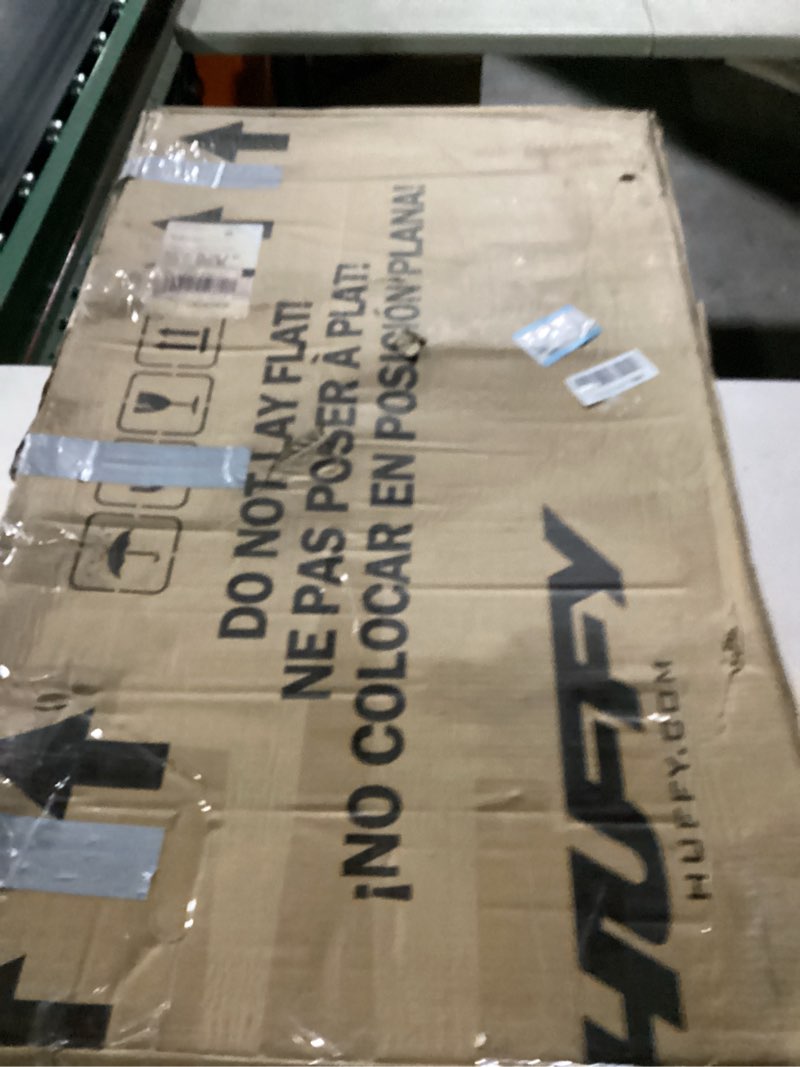 DO NOT LAY FLAT!
NE PAS POSER À PLAT!
¡NO COLOCAR EN POSICIÓN PLANA!
HUFFY
HUFFY.COM